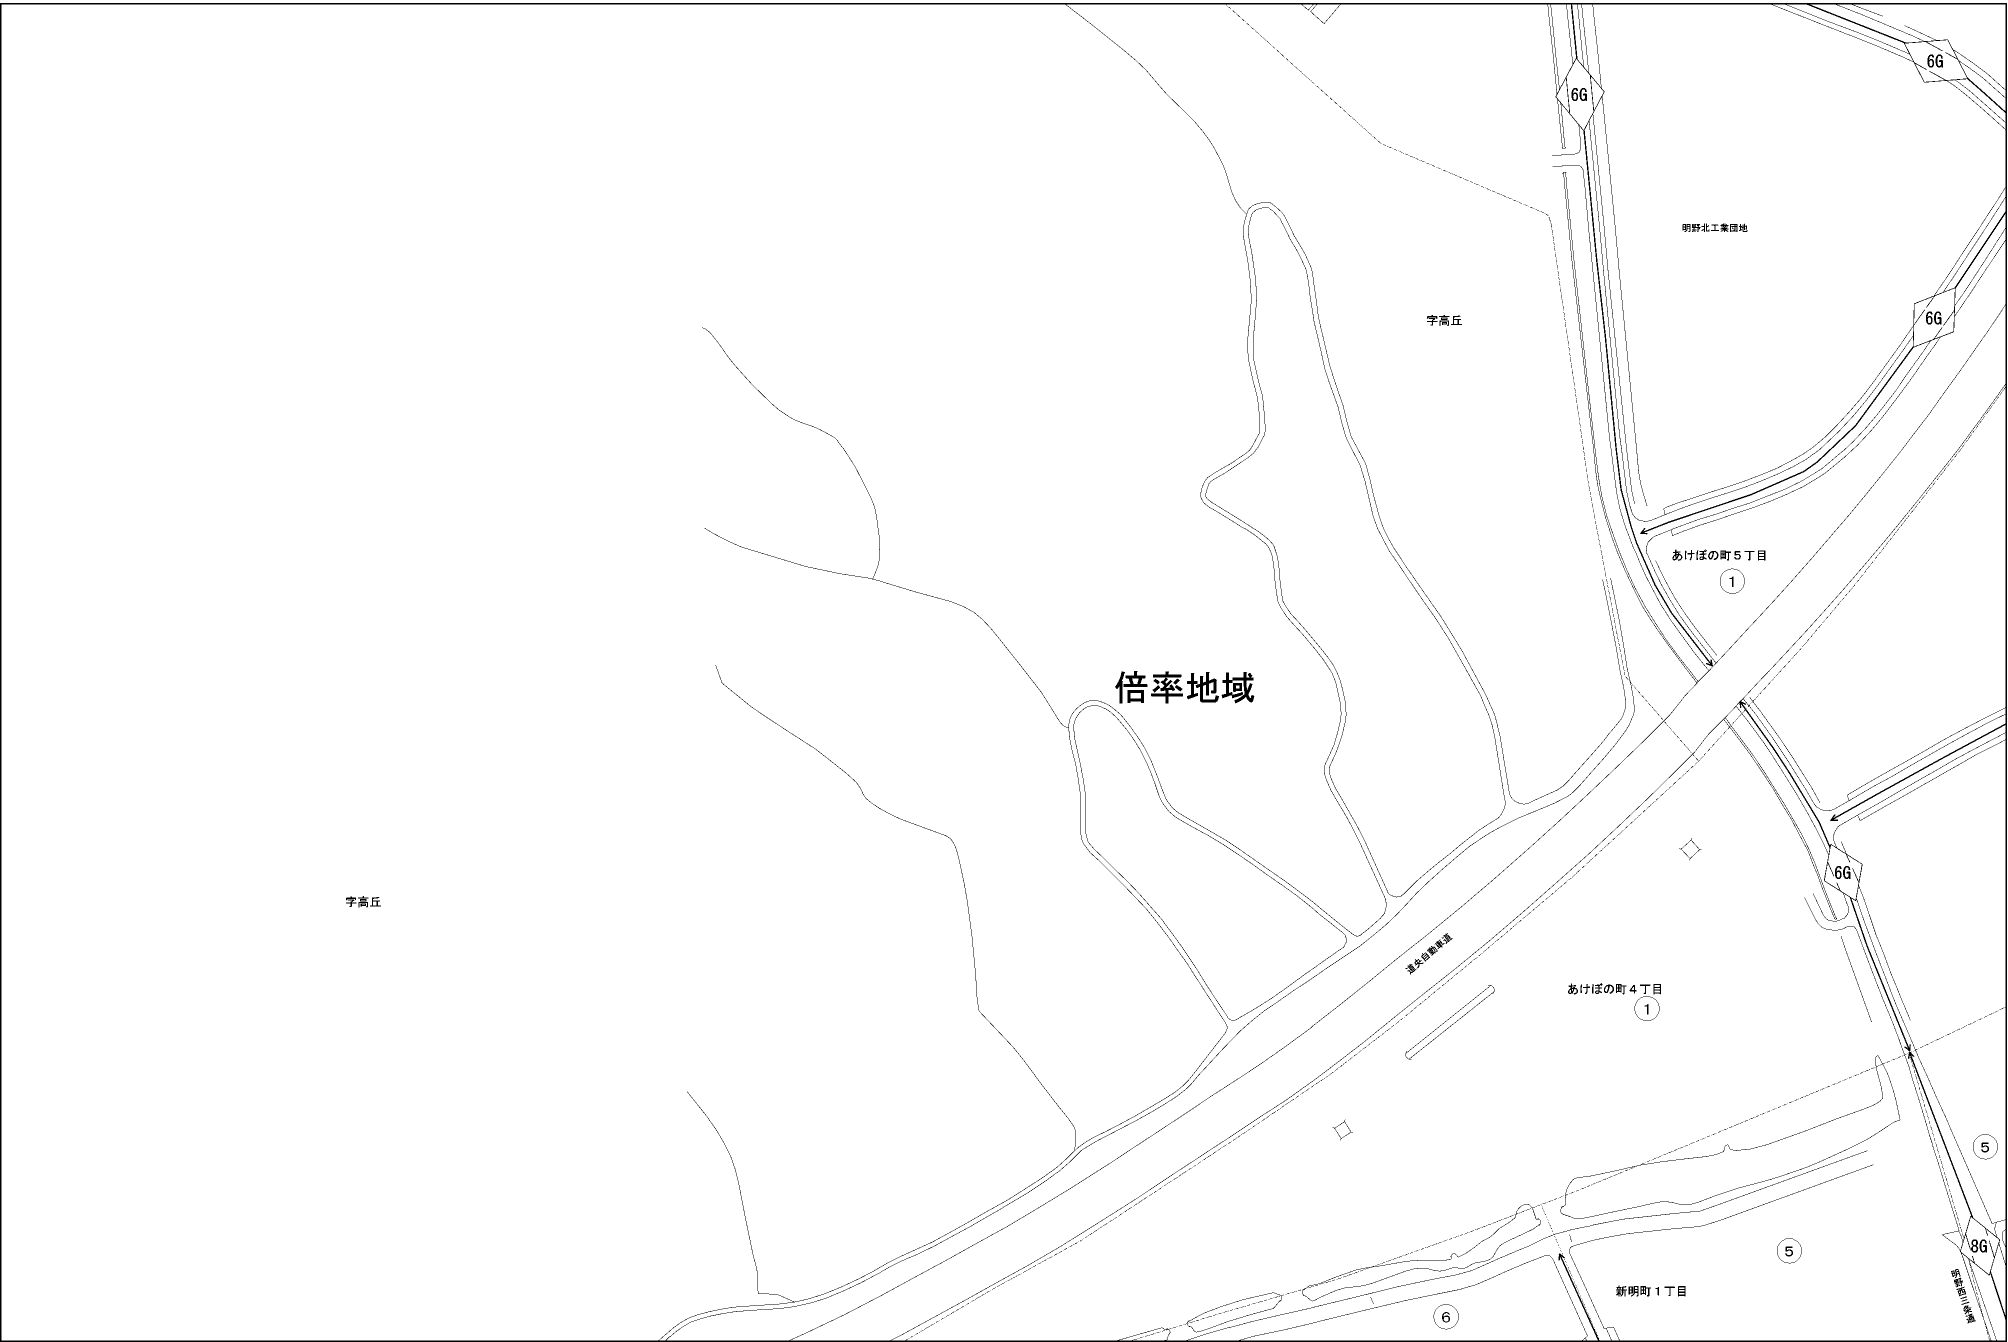 6G
6G
明野北工業団地
字高丘
6G
あけぼの町5丁目
1
倍率地域
6G
字高丘
道央自動車道
あけぼの町4丁目
1
5
8G
5
明野西三条通
新明町1丁目
6